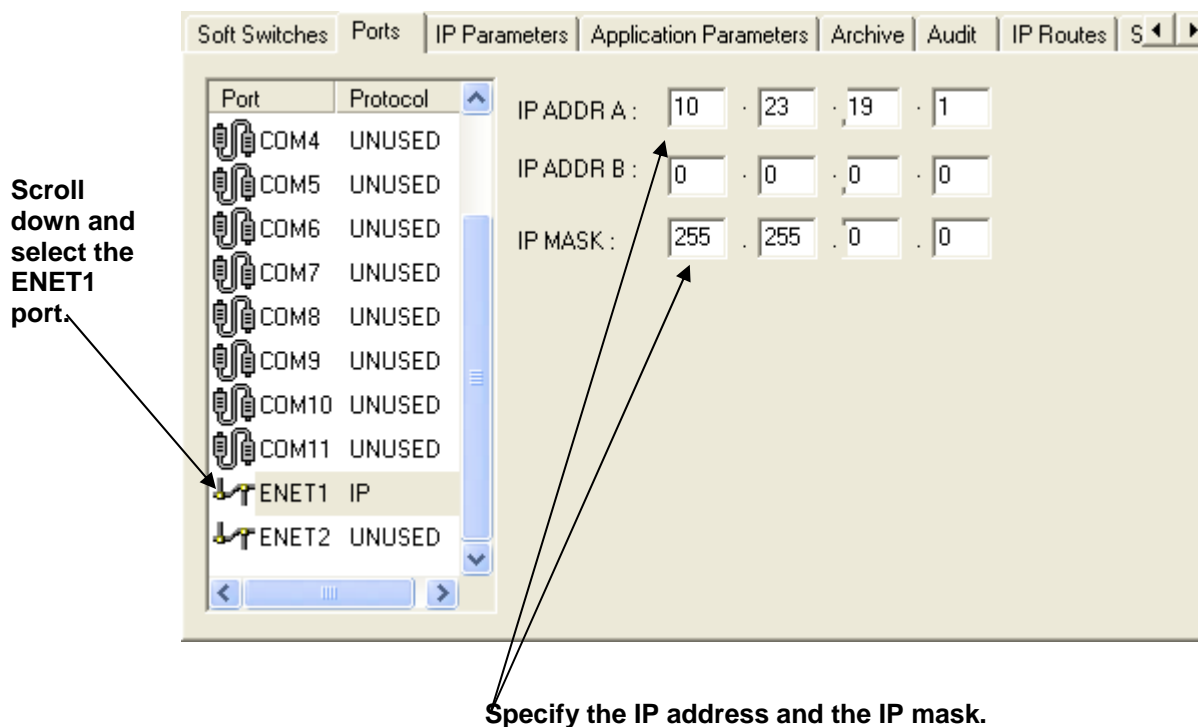 Soft Switches Ports IP Parameters Application Parameters Archive Audit IP Routes S
Port Protocol
COM4 UNUSED
COM5 UNUSED
COM6 UNUSED
COM7 UNUSED
COM8 UNUSED
COM9 UNUSED
COM10 UNUSED
COM11 UNUSED
ENET1 IP
ENET2 UNUSED
IP ADDR A : 10 . 23 . 19 . 1
IP ADDR B : 0 . 0 . 0 . 0
IP MASK : 255 . 255 . 0 . 0
Scroll
down and
select the
ENET1
port.
Specify the IP address and the IP mask.